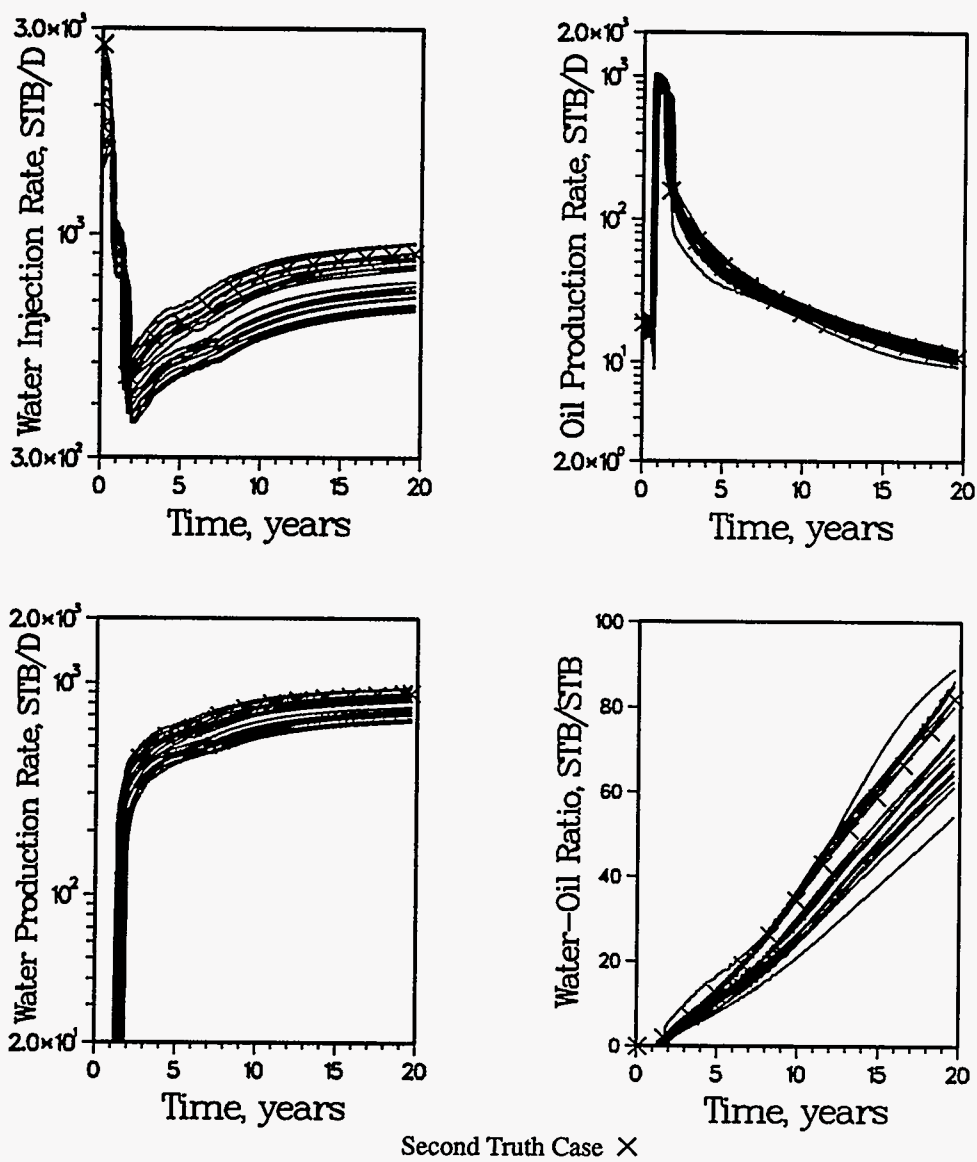 3.0×10³
10³
3.0×10²
Water Injection Rate, STB/D
0 5 10 15 20
Time, years
2.0×10³
10³
10²
10¹
2.0×10⁰
Oil Production Rate, STB/D
0 5 10 15 20
Time, years
2.0×10³
10³
10²
2.0×10¹
Water Production Rate, STB/D
0 5 10 15 20
Time, years
100
80
60
40
20
0
Water-Oil Ratio, STB/STB
0 5 10 15 20
Time, years
Second Truth Case ×